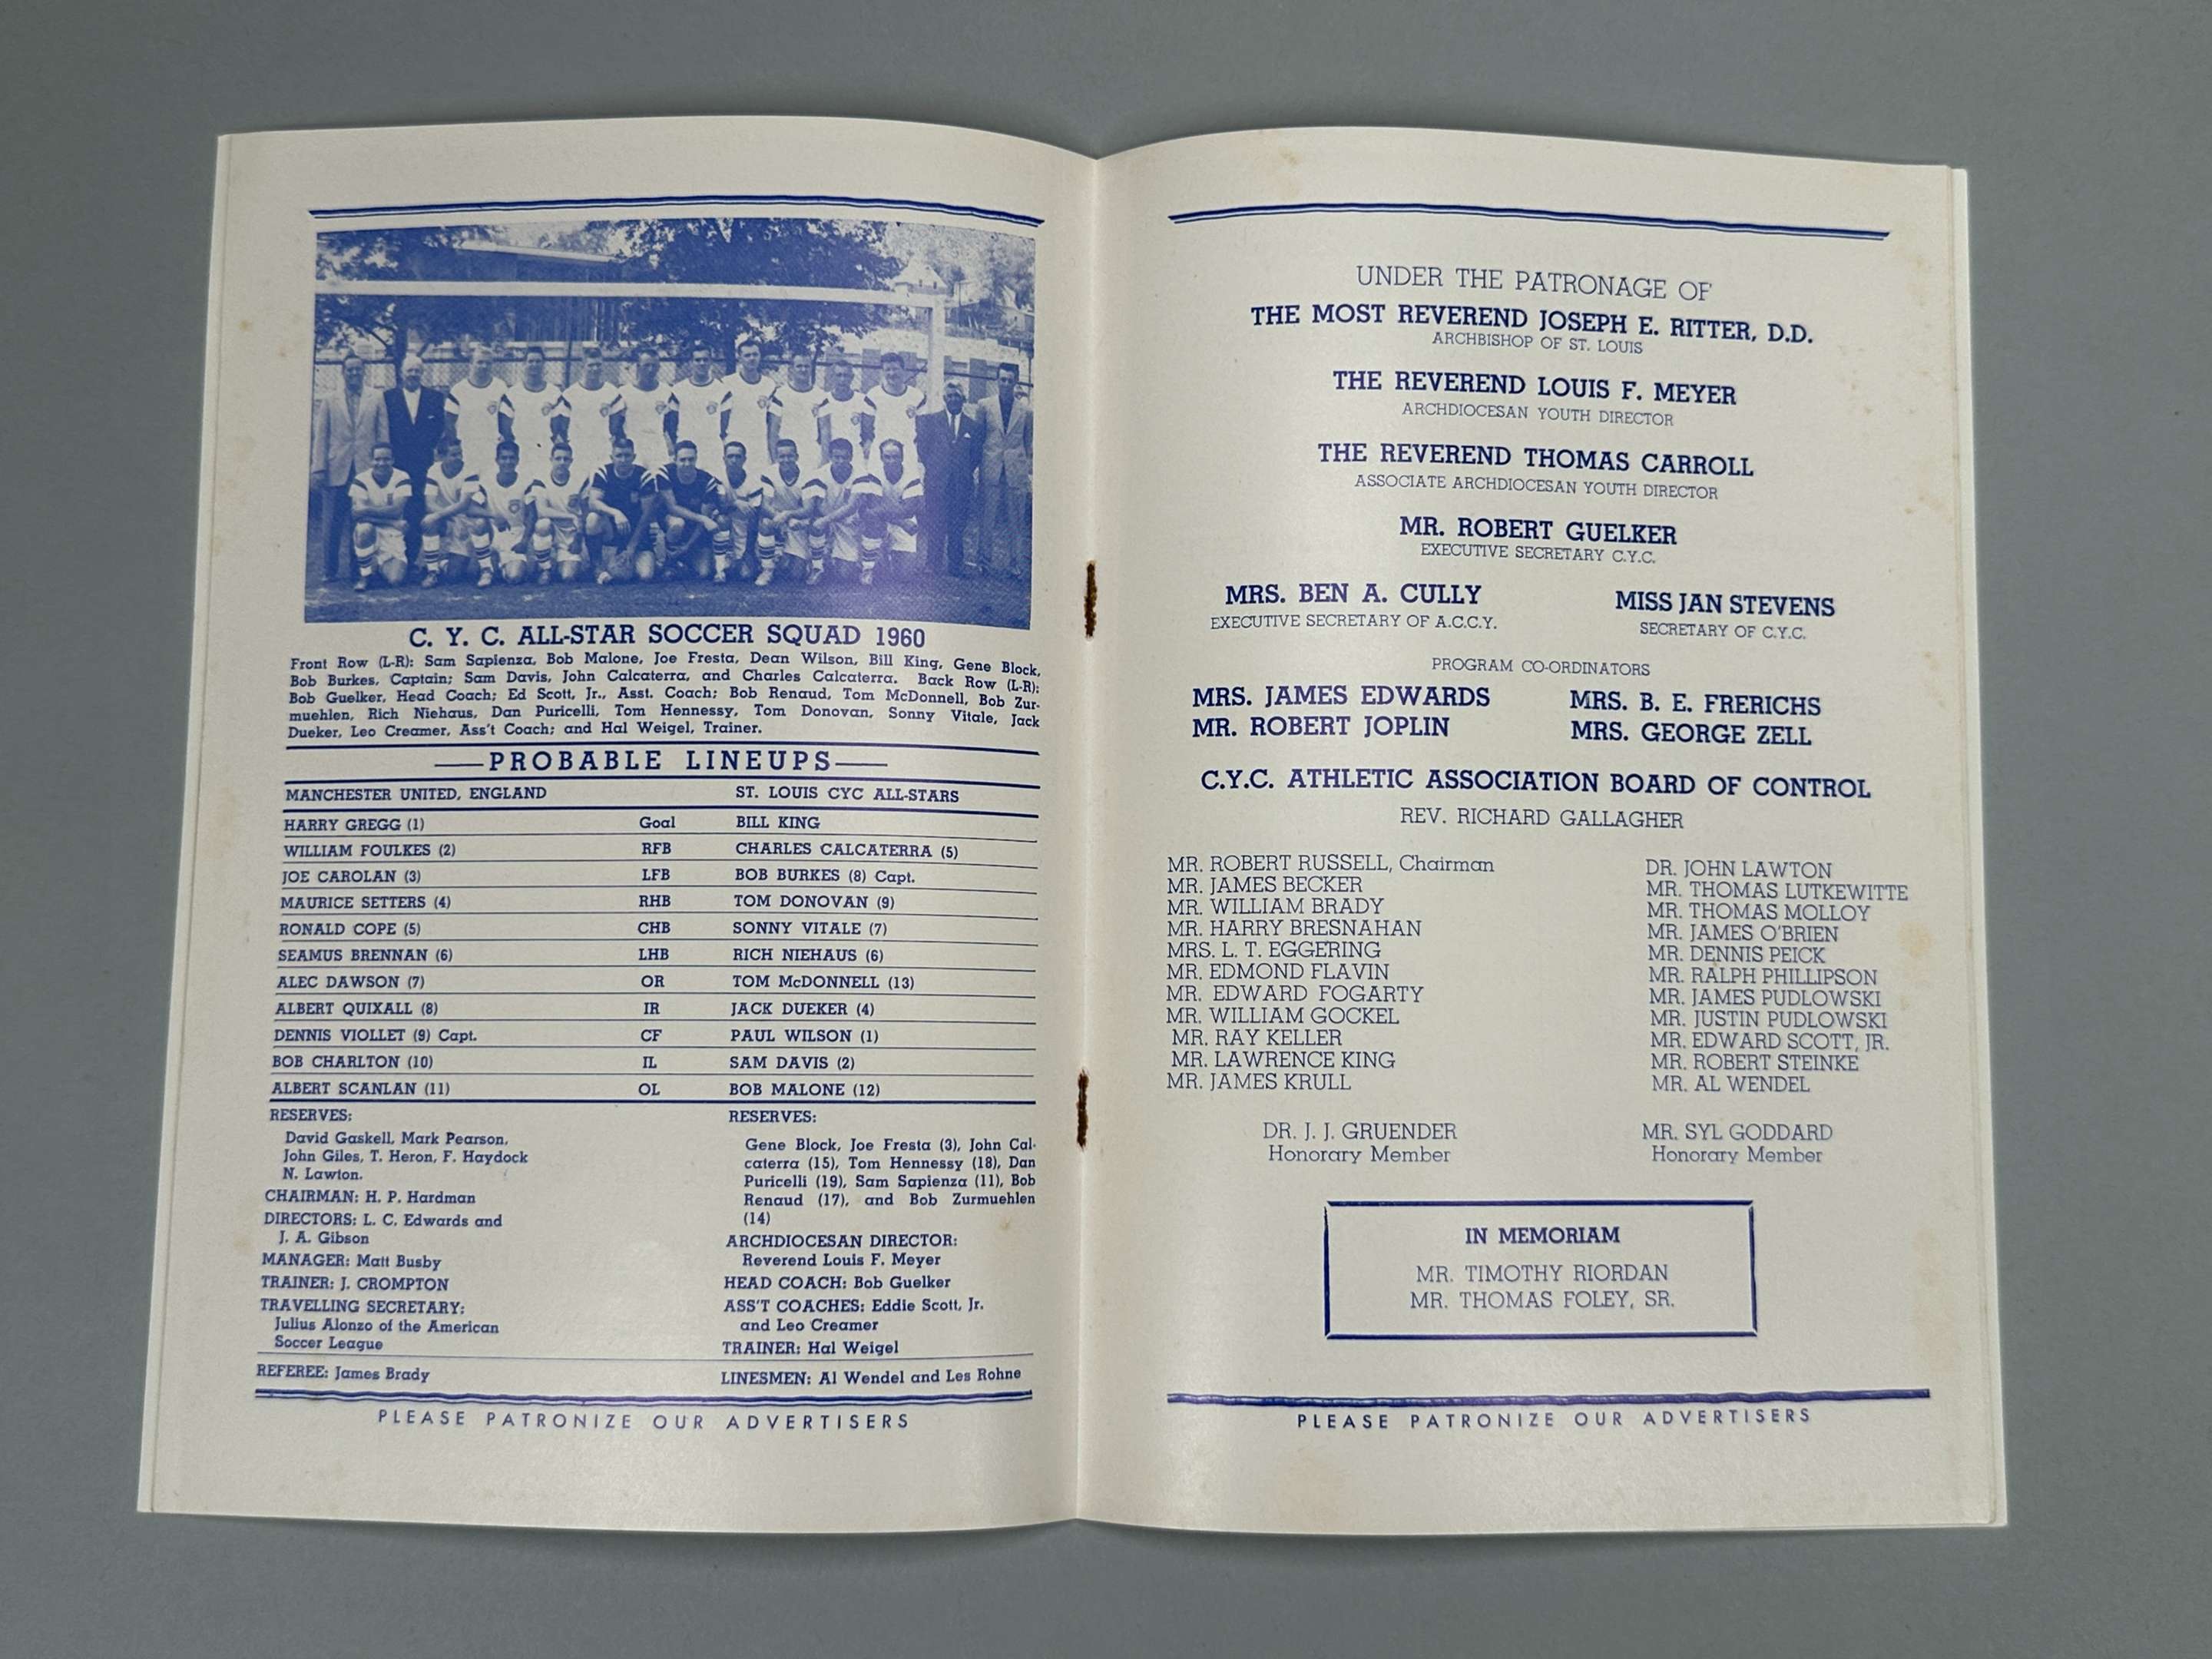 C. Y. C. ALL-STAR SOCCER SQUAD 1960
Front Row (L-R): Sam Sapienza, Bob Malone, Joe Fresta, Dean Wilson, Bill King, Gene Block,
Bob Burkes, Captain; Sam Davis, John Calcaterra, and Charles Calcaterra. Back Row (L-R):
Bob Guelker, Head Coach; Ed Scott, Jr., Asst. Coach; Bob Renaud, Tom McDonnell, Bob Zur-
muehlen, Rich Niehaus, Dan Puricelli, Tom Hennessy, Tom Donovan, Sonny Vitale, Jack
Dueker, Leo Creamer, Ass't Coach; and Hal Weigel, Trainer.
PROBABLE LINEUPS
MANCHESTER UNITED, ENGLAND ST. LOUIS CYC ALL-STARS
HARRY GREGG (1) Goal BILL KING
WILLIAM FOULKES (2) RFB CHARLES CALCATERRA (5)
JOE CAROLAN (3) LFB BOB BURKES (8) Capt.
MAURICE SETTERS (4) RHB TOM DONOVAN (9)
RONALD COPE (5) CHB SONNY VITALE (7)
SEAMUS BRENNAN (6) LHB RICH NIEHAUS (6)
ALEC DAWSON (7) OR TOM McDONNELL (13)
ALBERT QUIXALL (8) IR JACK DUEKER (4)
DENNIS VIOLLET (9) Capt. CF PAUL WILSON (1)
BOB CHARLTON (10) IL SAM DAVIS (2)
ALBERT SCANLAN (11) OL BOB MALONE (12)
RESERVES:
David Gaskell, Mark Pearson,
John Giles, T. Heron, F. Haydock
N. Lawton.
CHAIRMAN: H. P. Hardman
DIRECTORS: L. C. Edwards and
J. A. Gibson
MANAGER: Matt Busby
TRAINER: J. CROMPTON
TRAVELLING SECRETARY:
Julius Alonzo of the American
Soccer League
RESERVES:
Gene Block, Joe Fresta (3), John Cal-
caterra (15), Tom Hennessy (18), Dan
Puricelli (19), Sam Sapienza (11), Bob
Renaud (17), and Bob Zurmuehlen
(14)
ARCHDIOCESAN DIRECTOR:
Reverend Louis F. Meyer
HEAD COACH: Bob Guelker
ASS'T COACHES: Eddie Scott, Jr.
and Leo Creamer
TRAINER: Hal Weigel
REFEREE: James Brady LINESMEN: Al Wendel and Les Rohne
PLEASE PATRONIZE OUR ADVERTISERS
UNDER THE PATRONAGE OF
THE MOST REVEREND JOSEPH E. RITTER, D.D.
ARCHBISHOP OF ST. LOUIS
THE REVEREND LOUIS F. MEYER
ARCHDIOCESAN YOUTH DIRECTOR
THE REVEREND THOMAS CARROLL
ASSOCIATE ARCHDIOCESAN YOUTH DIRECTOR
MR. ROBERT GUELKER
EXECUTIVE SECRETARY C.Y.C.
MRS. BEN A. CULLY MISS JAN STEVENS
EXECUTIVE SECRETARY OF A.C.C.Y. SECRETARY OF C.Y.C.
PROGRAM CO-ORDINATORS
MRS. JAMES EDWARDS MRS. B. E. FRERICHS
MR. ROBERT JOPLIN MRS. GEORGE ZELL
C.Y.C. ATHLETIC ASSOCIATION BOARD OF CONTROL
REV. RICHARD GALLAGHER
MR. ROBERT RUSSELL, Chairman DR. JOHN LAWTON
MR. JAMES BECKER MR. THOMAS LUTKEWITTE
MR. WILLIAM BRADY MR. THOMAS MOLLOY
MR. HARRY BRESNAHAN MR. JAMES O'BRIEN
MRS. L. T. EGGERING MR. DENNIS PEICK
MR. EDMOND FLAVIN MR. RALPH PHILLIPSON
MR. EDWARD FOGARTY MR. JAMES PUDLOWSKI
MR. WILLIAM GOCKEL MR. JUSTIN PUDLOWSKI
MR. RAY KELLER MR. EDWARD SCOTT, JR.
MR. LAWRENCE KING MR. ROBERT STEINKE
MR. JAMES KRULL MR. AL WENDEL
DR. J. J. GRUENDER MR. SYL GODDARD
Honorary Member Honorary Member
IN MEMORIAM
MR. TIMOTHY RIORDAN
MR. THOMAS FOLEY, SR.
PLEASE PATRONIZE OUR ADVERTISERS